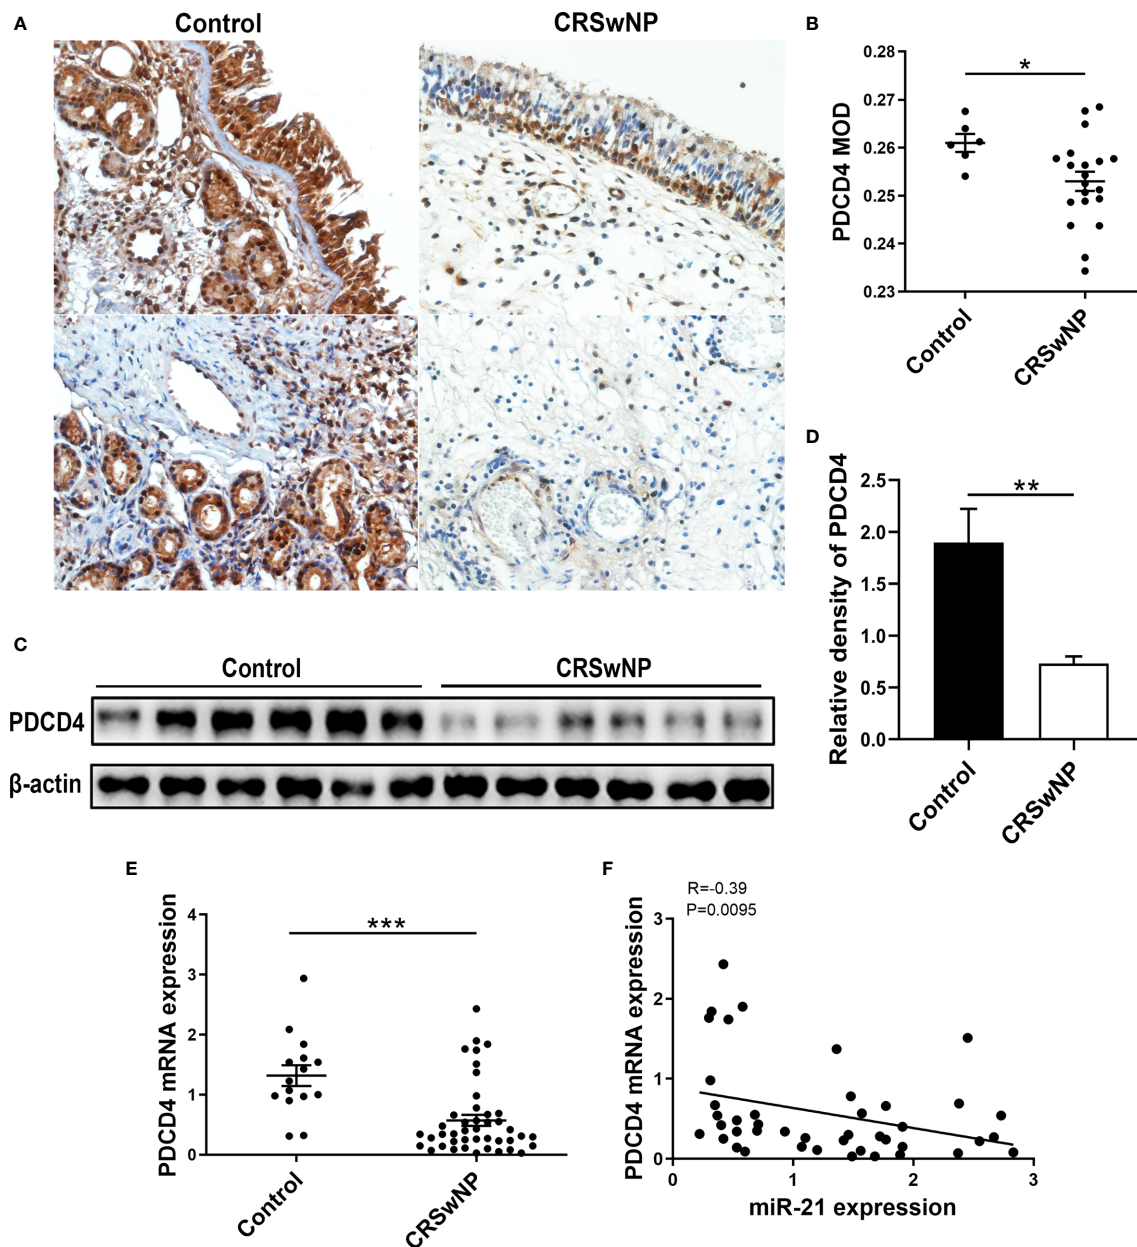 A
Control
CRSwNP
B
0.28
0.27
0.26
0.25
0.24
0.23
PDCD4 MOD
*
Control
CRSwNP
C
Control
CRSwNP
PDCD4
β-actin
D
2.5
2.0
1.5
1.0
0.5
0.0
Relative density of PDCD4
**
Control
CRSwNP
E
4
3
2
1
0
PDCD4 mRNA expression
***
Control
CRSwNP
F
R=-0.39
P=0.0095
3
2
1
0
PDCD4 mRNA expression
0
1
2
3
miR-21 expression